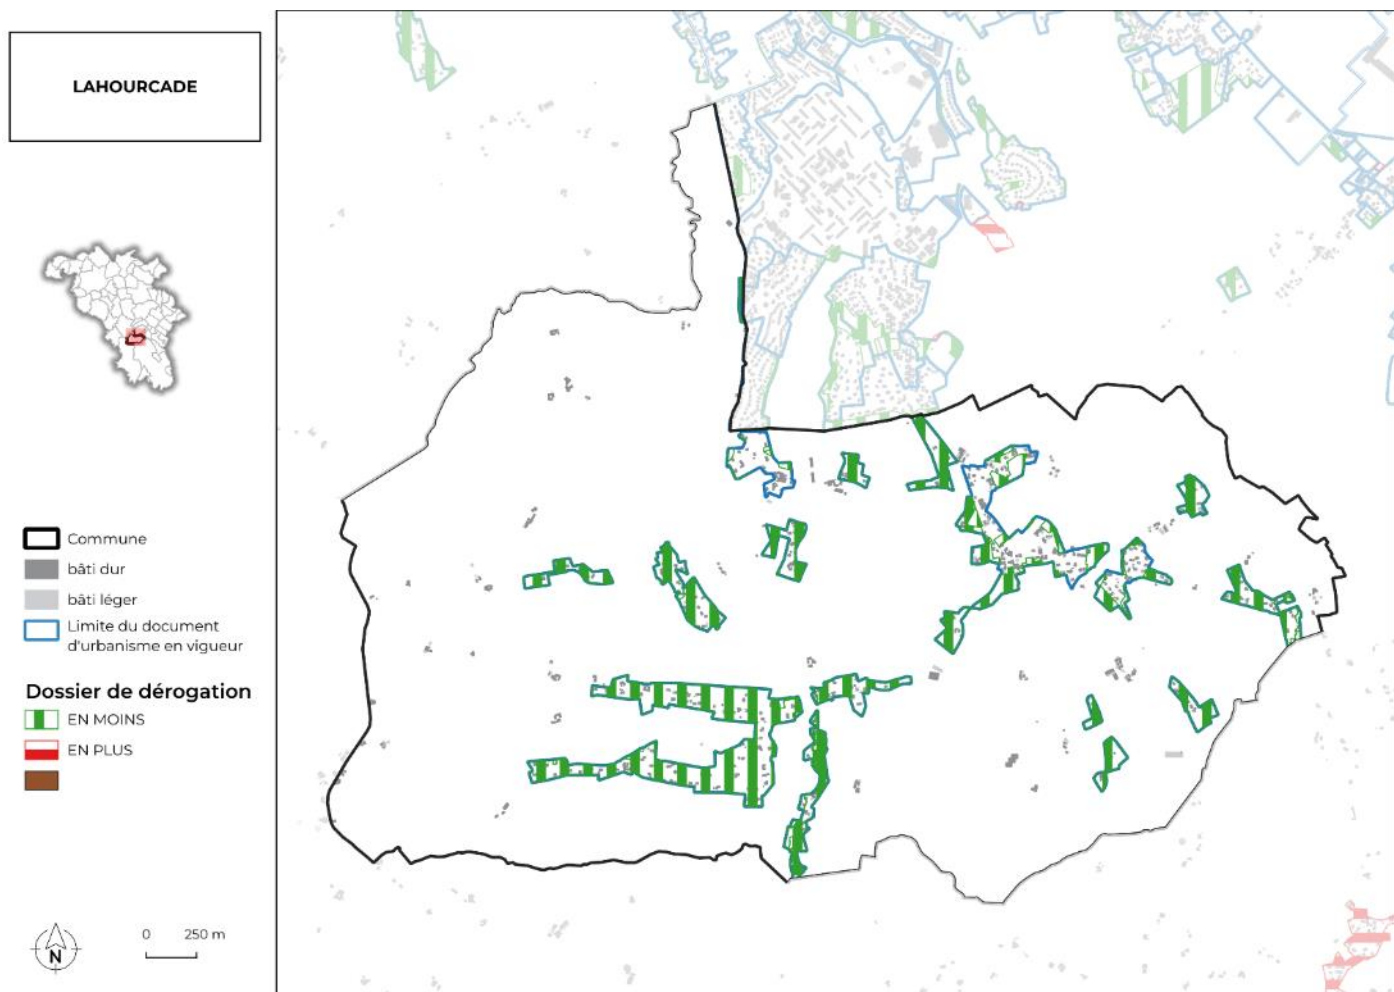 LAHOURCADE
Commune
bâti dur
bâti léger
Limite du document
d'urbanisme en vigueur
Dossier de dérogation
EN MOINS
EN PLUS
N
0 250 m